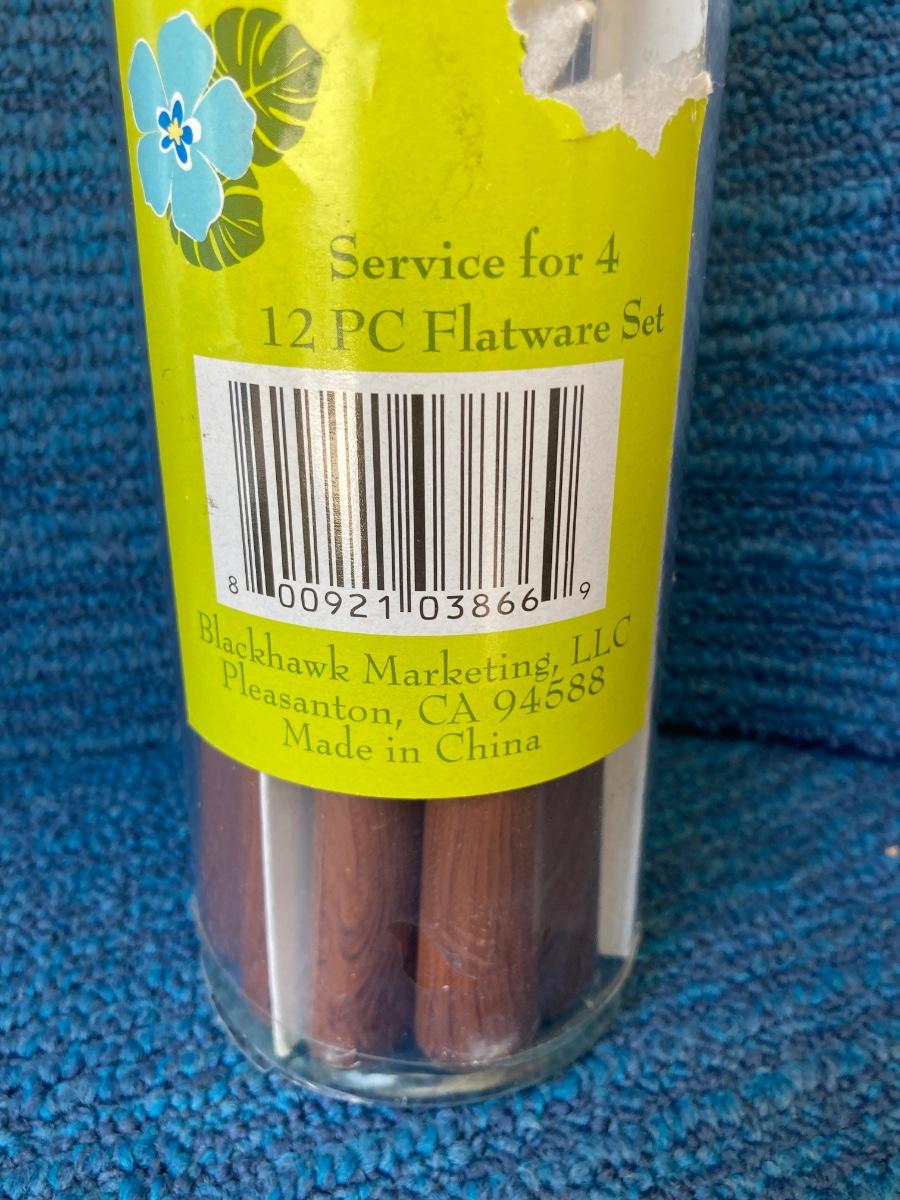 Service for 4
12 PC Flatware Set
8 00921 03866 9
Blackhawk Marketing, LLC
Pleasanton, CA 94588
Made in China